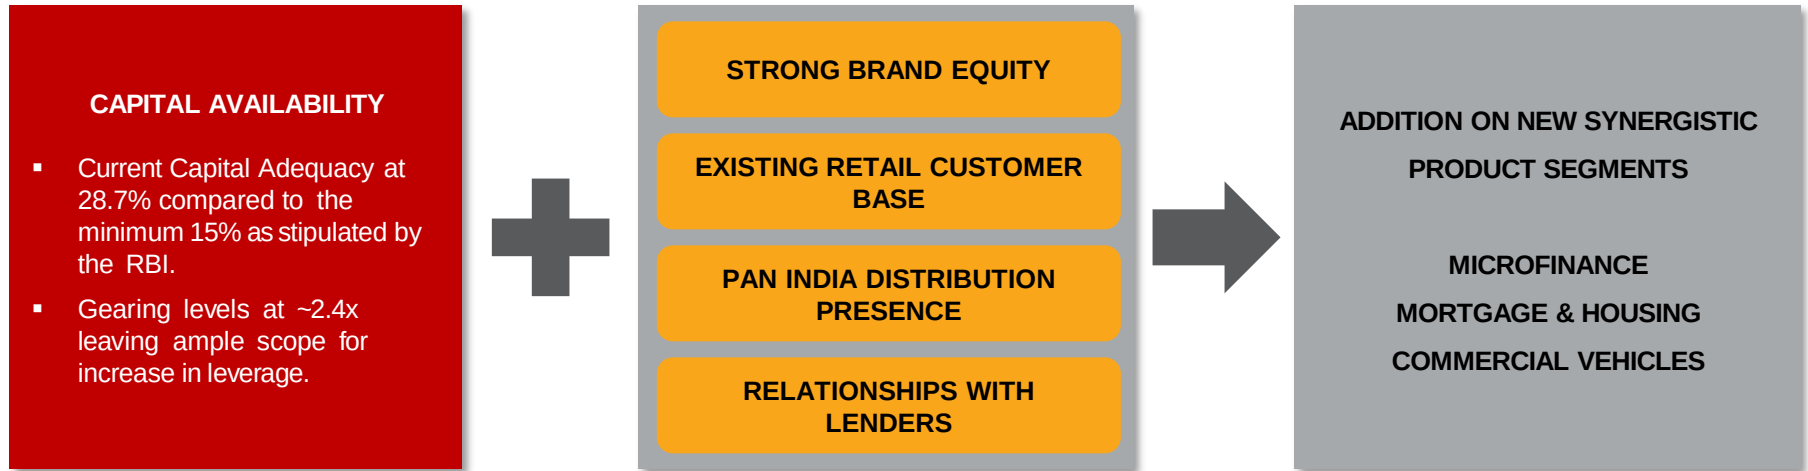 CAPITAL AVAILABILITY
▪ Current Capital Adequacy at
28.7% compared to the
minimum 15% as stipulated by
the RBI.
▪ Gearing levels at ~2.4x
leaving ample scope for
increase in leverage.
STRONG BRAND EQUITY
EXISTING RETAIL CUSTOMER
BASE
PAN INDIA DISTRIBUTION
PRESENCE
RELATIONSHIPS WITH
LENDERS
ADDITION ON NEW SYNERGISTIC
PRODUCT SEGMENTS
MICROFINANCE
MORTGAGE & HOUSING
COMMERCIAL VEHICLES